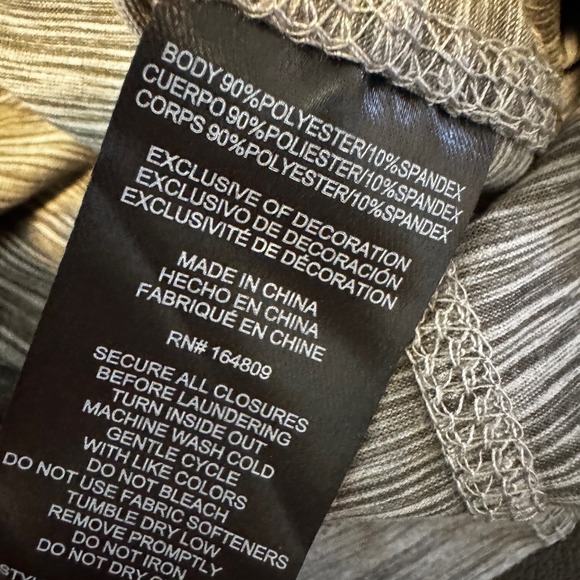 BODY 90%POLYESTER/10%SPANDEX
CUERPO 90%POLIESTER/10%SPANDEX
CORPS 90%POLYESTER/10%SPANDEX
EXCLUSIVE OF DECORATION
EXCLUSIVO DE DECORACIÓN
EXCLUSIVITÉ DE DÉCORATION
MADE IN CHINA
HECHO EN CHINA
FABRIQUÉ EN CHINE
RN# 164809
SECURE ALL CLOSURES
BEFORE LAUNDERING
TURN INSIDE OUT
MACHINE WASH COLD
GENTLE CYCLE
WITH LIKE COLORS
DO NOT BLEACH
DO NOT USE FABRIC SOFTENERS
TUMBLE DRY LOW
REMOVE PROMPTLY
DO NOT IRON
DO NOT DRY